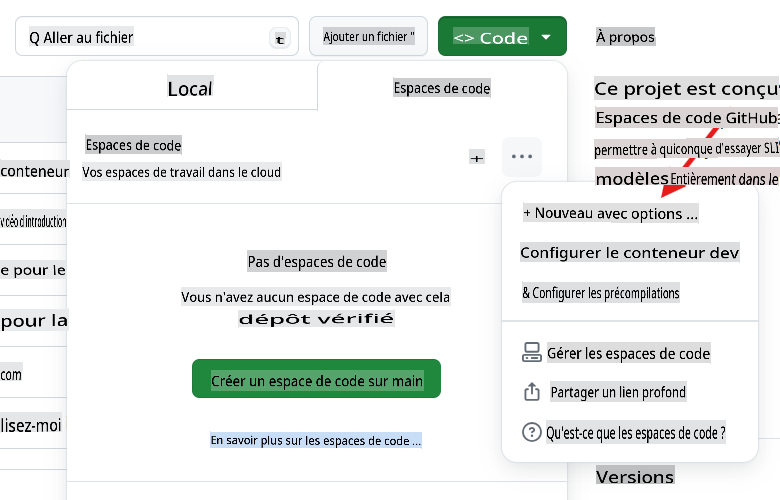 Q Aller au fichier
t
Ajouter un fichier "
<> Code
À propos
Local
Espaces de code
Ce projet est conçu
Espaces de code GitHub
permettre à quiconque d'essayer SLI
modèles Entièrement dans le
Espaces de code
Vos espaces de travail dans le cloud
+
...
conteneur
vidéo d'introduction
e pour le
pour la
com
lisez-moi
+ Nouveau avec options ...
Configurer le conteneur dev
& Configurer les précompilations
Pas d'espaces de code
Vous n'avez aucun espace de code avec cela
dépôt vérifié
Créer un espace de code sur main
En savoir plus sur les espaces de code ...
Gérer les espaces de code
Partager un lien profond
Qu'est-ce que les espaces de code ?
Versions